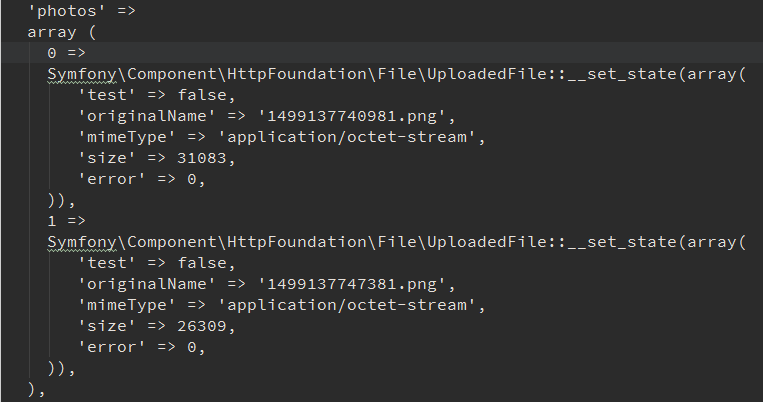 'photos' =>
array (
0 =>
Symfony\Component\HttpFoundation\File\UploadedFile::__set_state(array(
'test' => false,
'originalName' => '1499137740981.png',
'mimeType' => 'application/octet-stream',
'size' => 31083,
'error' => 0,
)),
1 =>
Symfony\Component\HttpFoundation\File\UploadedFile::__set_state(array(
'test' => false,
'originalName' => '1499137747381.png',
'mimeType' => 'application/octet-stream',
'size' => 26309,
'error' => 0,
)),
),